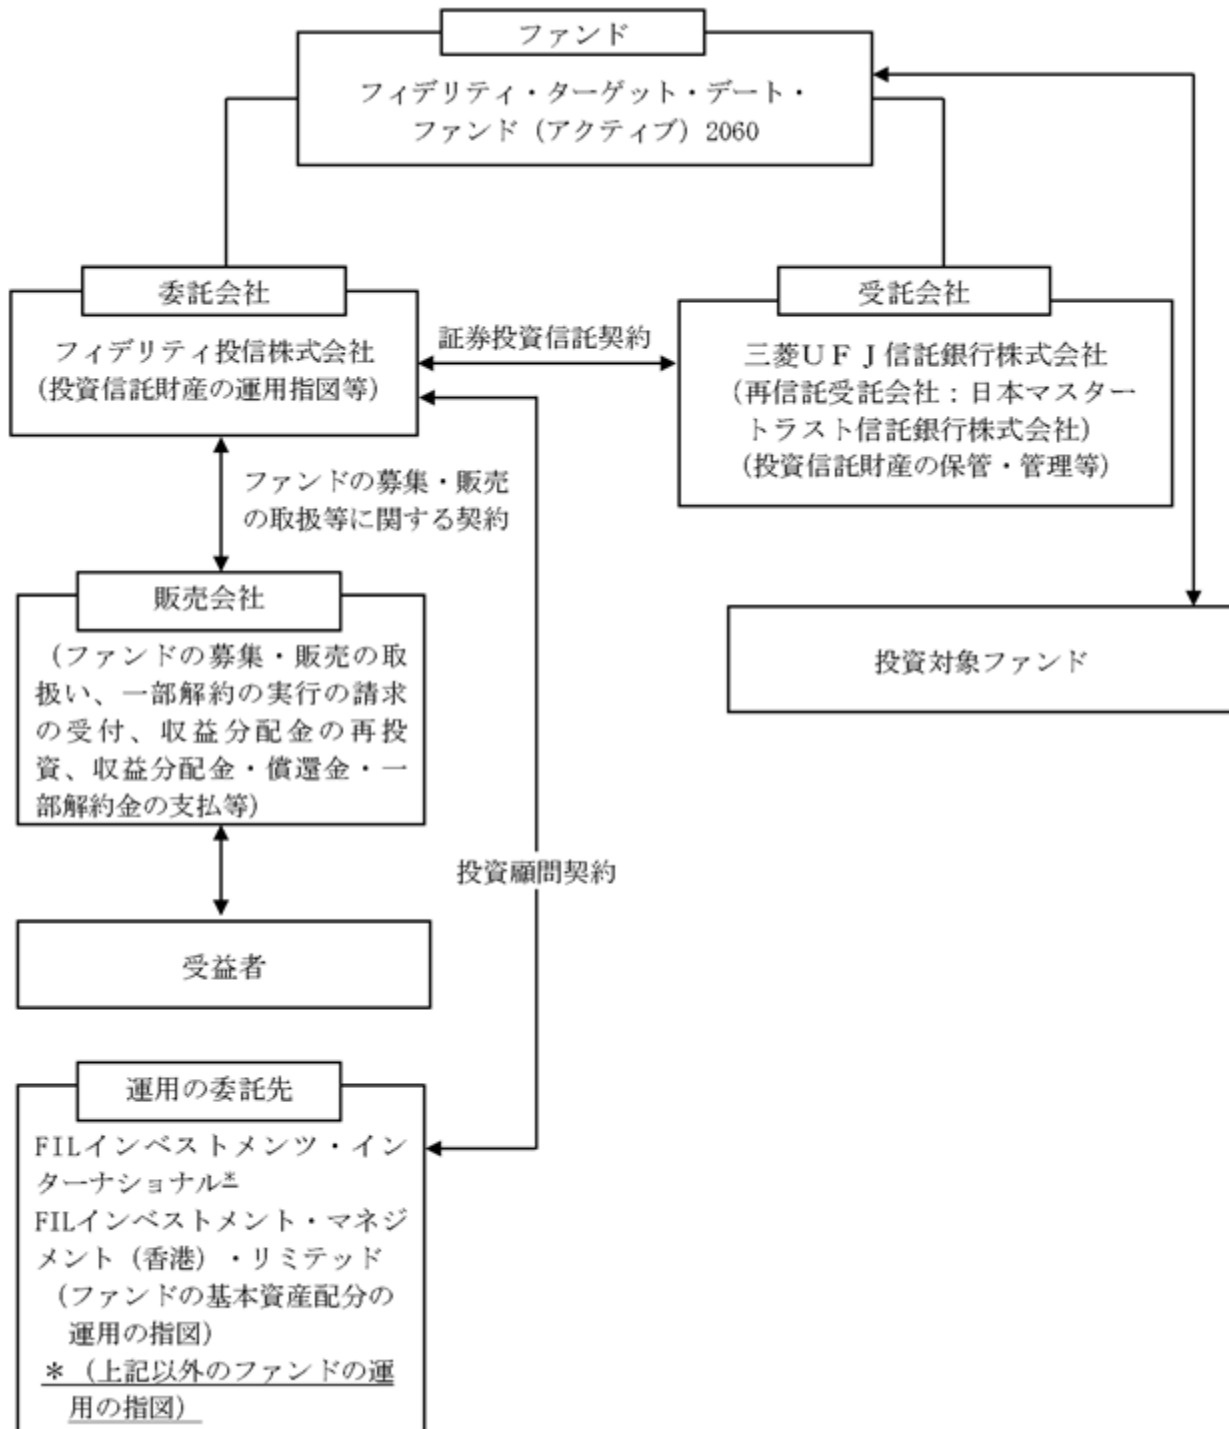 ファンド
フィデリティ・ターゲット・デート・
ファンド（アクティブ）2060
委託会社
フィデリティ投信株式会社
（投資信託財産の運用指図等）
証券投資信託契約
受託会社
三菱ＵＦＪ信託銀行株式会社
（再信託受託会社：日本マスター
トラスト信託銀行株式会社）
（投資信託財産の保管・管理等）
ファンドの募集・販売
の取扱等に関する契約
販売会社
（ファンドの募集・販売の取
扱い、一部解約の実行の請求
の受付、収益分配金の再投
資、収益分配金・償還金・一
部解約金の支払等）
投資対象ファンド
投資顧問契約
受益者
運用の委託先
FILインベストメンツ・イン
ターナショナル*
FILインベストメント・マネジ
メント（香港）・リミテッド
（ファンドの基本資産配分の
運用の指図）
＊（上記以外のファンドの運
用の指図）